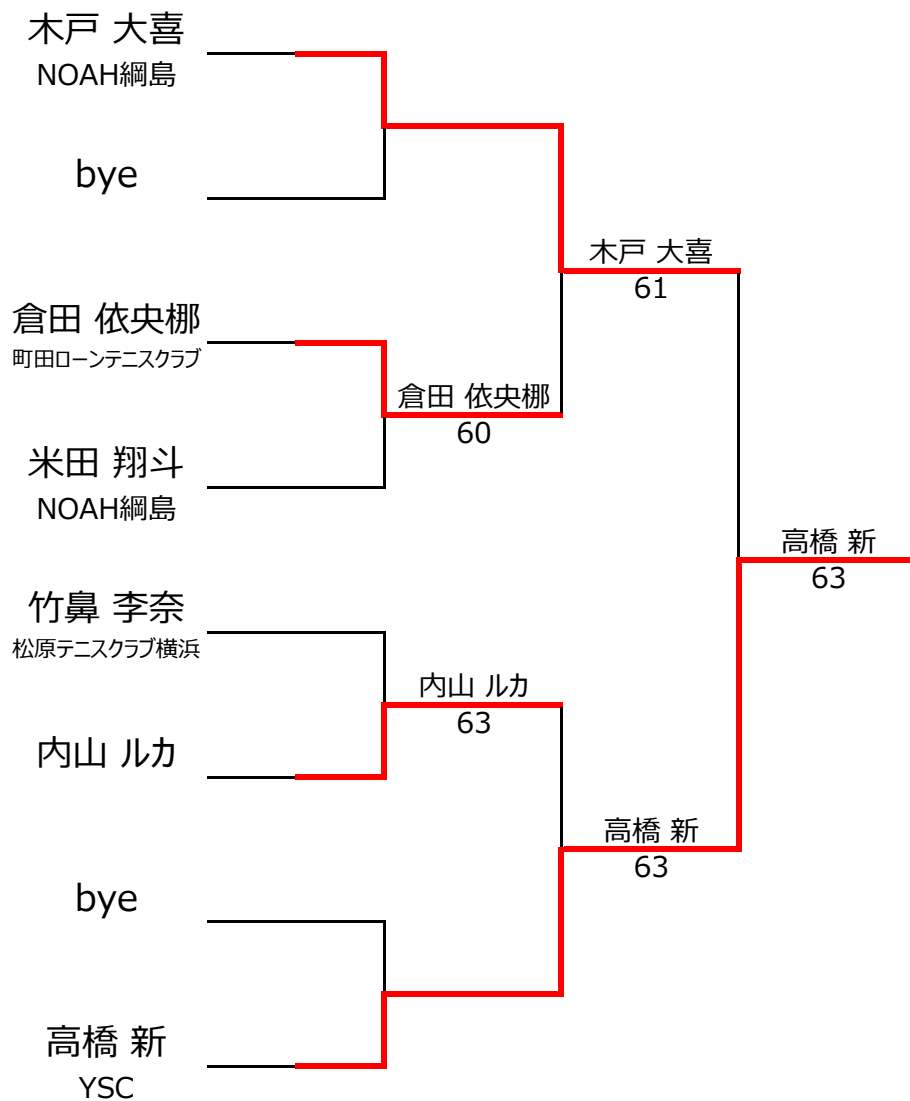 木戸 大喜
NOAH綱島
bye
木戸 大喜
61
倉田 依央梛
町田ローンテニスクラブ
倉田 依央梛
60
米田 翔斗
NOAH綱島
高橋 新
63
竹鼻 李奈
松原テニスクラブ横浜
内山 ルカ
63
内山 ルカ
高橋 新
63
bye
高橋 新
YSC